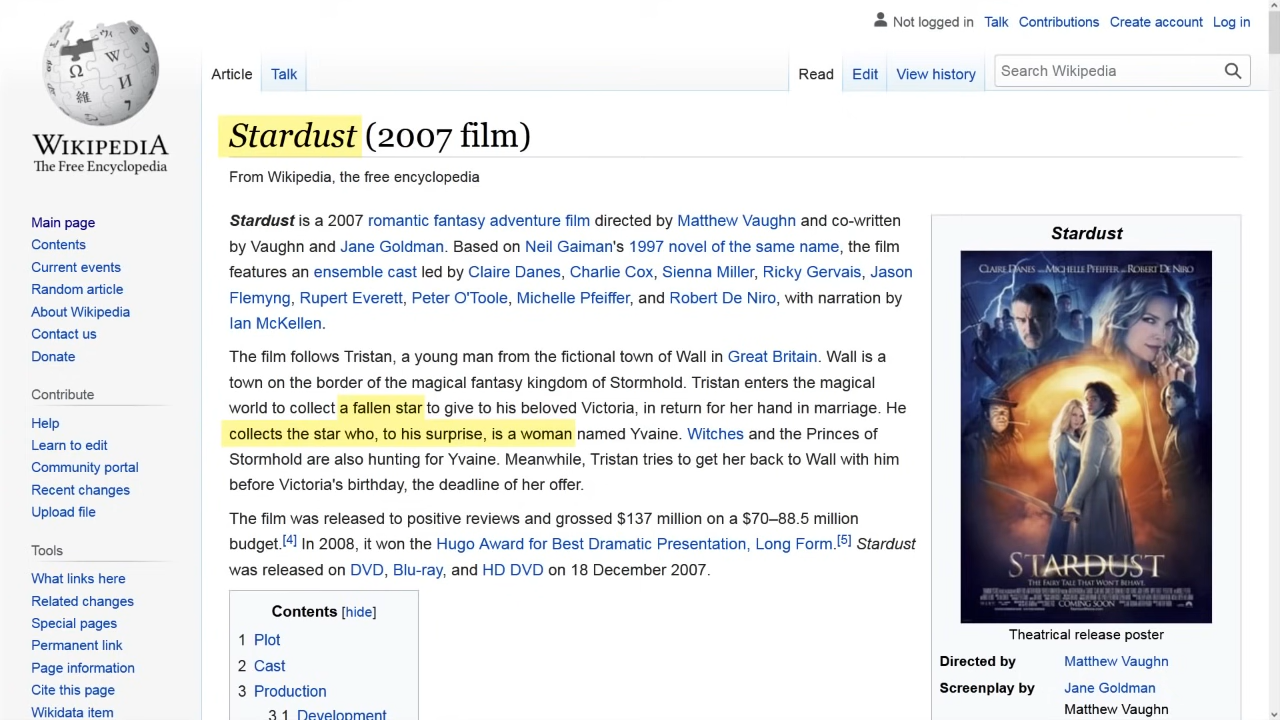 Not logged in Talk Contributions Create account Log in
Article Talk Read Edit View history Search Wikipedia
WIKIPEDIA
The Free Encyclopedia
Main page
Contents
Current events
Random article
About Wikipedia
Contact us
Donate
Contribute
Help
Learn to edit
Community portal
Recent changes
Upload file
Tools
What links here
Related changes
Special pages
Permanent link
Page information
Cite this page
Wikidata item
Stardust (2007 film)
From Wikipedia, the free encyclopedia
Stardust is a 2007 romantic fantasy adventure film directed by Matthew Vaughn and co-written
by Vaughn and Jane Goldman. Based on Neil Gaiman's 1997 novel of the same name, the film
features an ensemble cast led by Claire Danes, Charlie Cox, Sienna Miller, Ricky Gervais, Jason
Flemyng, Rupert Everett, Peter O'Toole, Michelle Pfeiffer, and Robert De Niro, with narration by
Ian McKellen.
The film follows Tristan, a young man from the fictional town of Wall in Great Britain. Wall is a
town on the border of the magical fantasy kingdom of Stormhold. Tristan enters the magical
world to collect a fallen star to give to his beloved Victoria, in return for her hand in marriage. He
collects the star who, to his surprise, is a woman named Yvaine. Witches and the Princes of
Stormhold are also hunting for Yvaine. Meanwhile, Tristan tries to get her back to Wall with him
before Victoria's birthday, the deadline of her offer.
The film was released to positive reviews and grossed $137 million on a $70–88.5 million
budget.[4] In 2008, it won the Hugo Award for Best Dramatic Presentation, Long Form.[5] Stardust
was released on DVD, Blu-ray, and HD DVD on 18 December 2007.
Contents [hide]
1 Plot
2 Cast
3 Production
3.1 Development
Stardust
CLAIRE DANES MICHELLE PFEIFFER ROBERT DE NIRO
STARDUST
THE FAIRY TALE THAT WON'T BEHAVE.
COMING SOON
Theatrical release poster
Directed by Matthew Vaughn
Screenplay by Jane Goldman
Matthew Vaughn